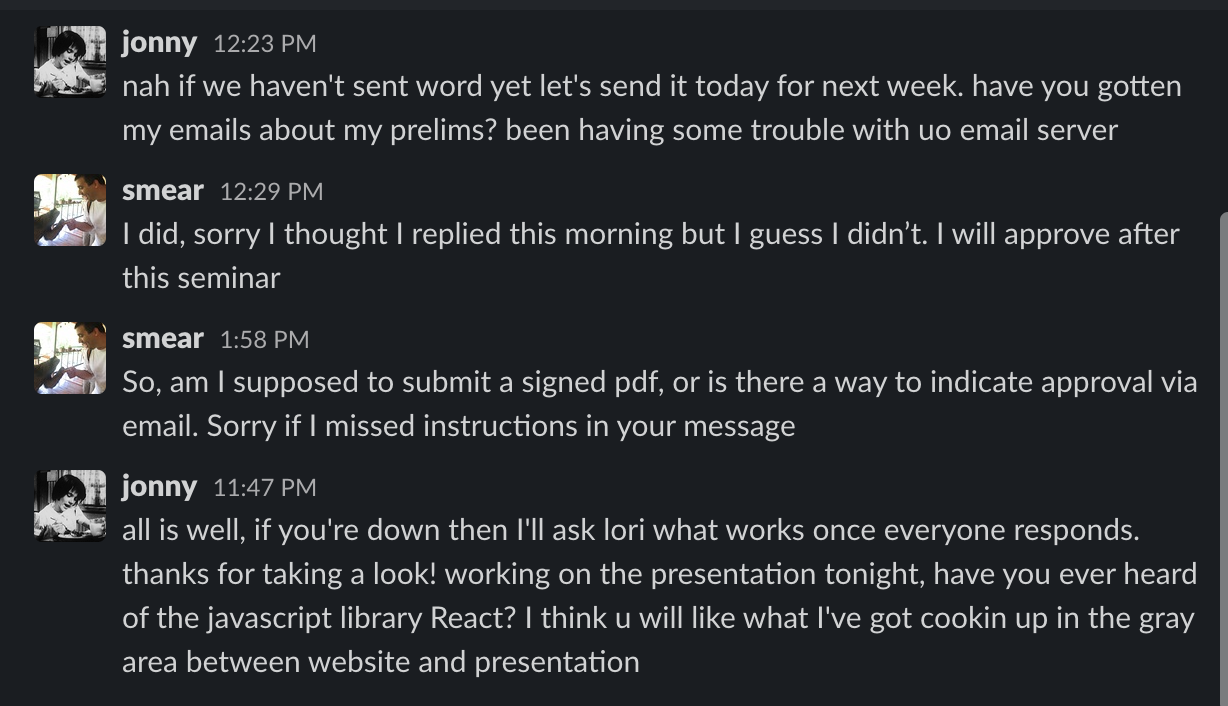 jonny 12:23 PM
nah if we haven't sent word yet let's send it today for next week. have you gotten
my emails about my prelims? been having some trouble with uo email server
smear 12:29 PM
I did, sorry I thought I replied this morning but I guess I didn’t. I will approve after
this seminar
smear 1:58 PM
So, am I supposed to submit a signed pdf, or is there a way to indicate approval via
email. Sorry if I missed instructions in your message
jonny 11:47 PM
all is well, if you're down then I'll ask lori what works once everyone responds.
thanks for taking a look! working on the presentation tonight, have you ever heard
of the javascript library React? I think u will like what I've got cookin up in the gray
area between website and presentation